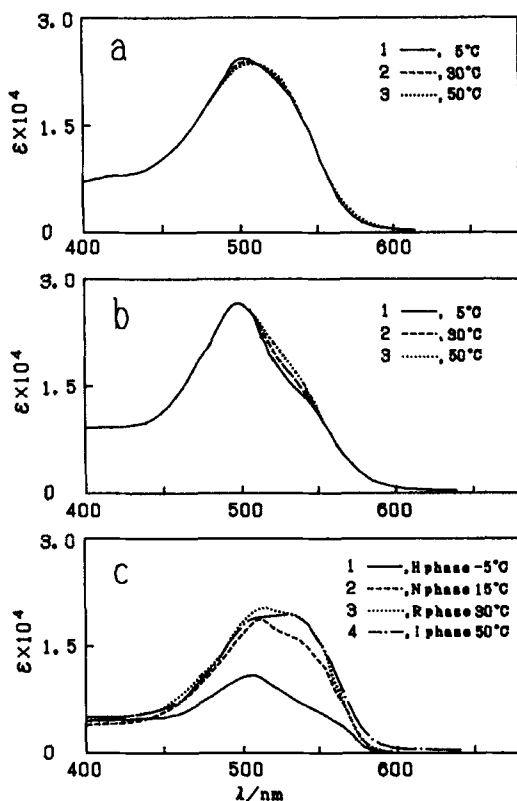 a
3.0
1.5
0
ε×10⁴
1 ——, 5°C
2 -----, 30°C
3 ········, 50°C
400 500 600
b
3.0
1.5
0
ε×10⁴
1 ——, 5°C
2 -----, 30°C
3 ········, 50°C
400 500 600
c
3.0
1.5
0
ε×10⁴
1 ——, H phase -5°C
2 -----, N phase 15°C
3 ········, R phase 30°C
4 —·—·, I phase 50°C
400 500 600
λ/nm